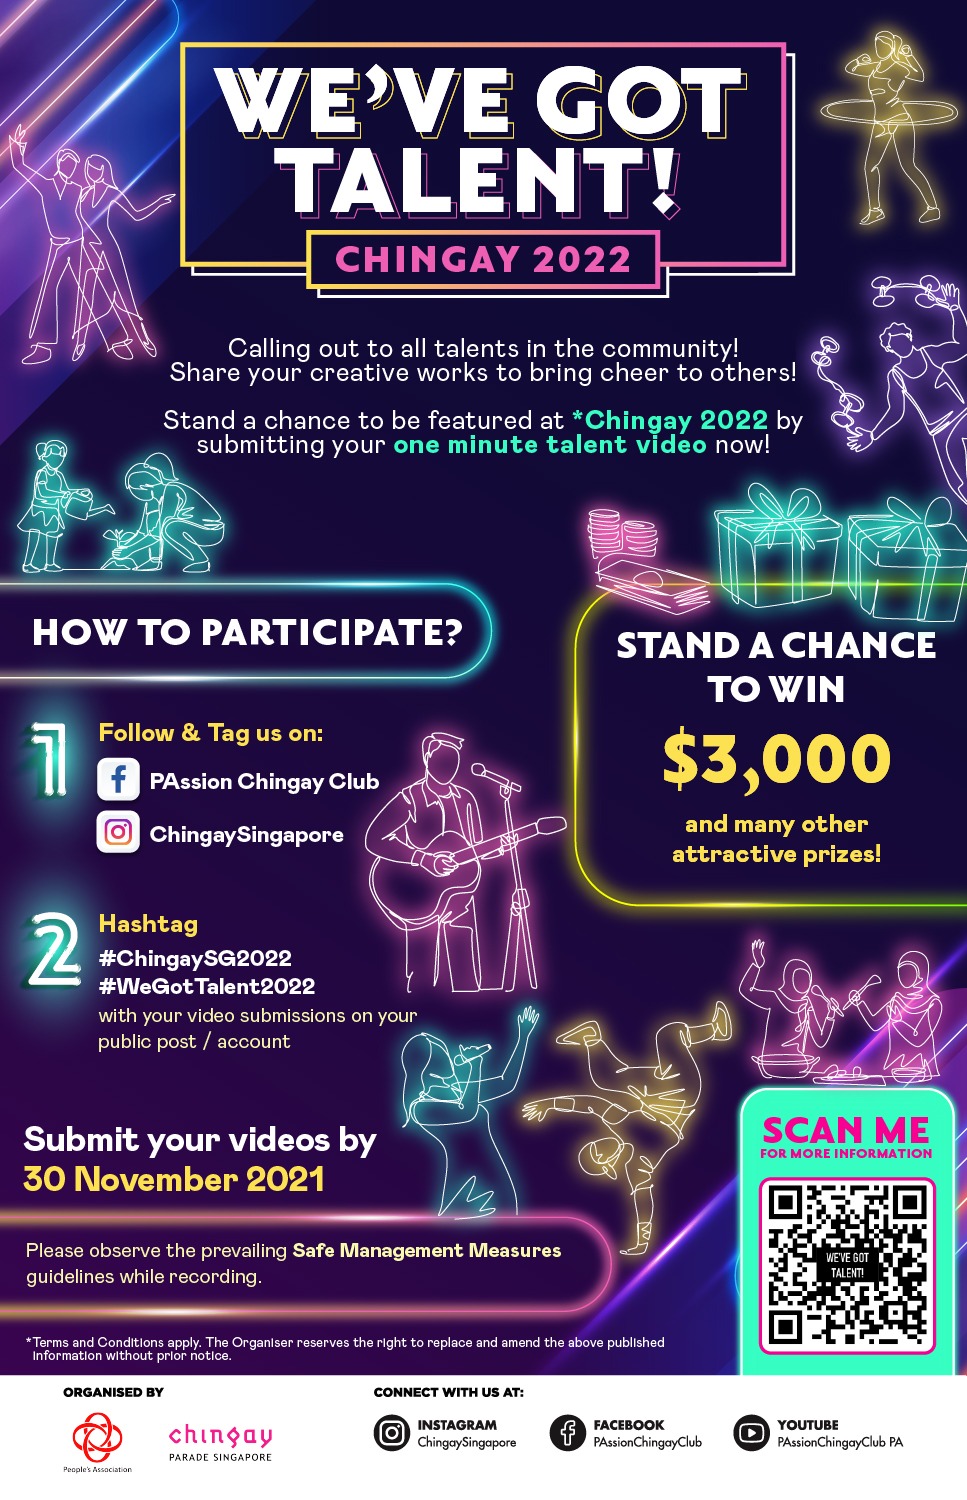 WE'VE GOT
TALENT!
CHINGAY 2022
Calling out to all talents in the community!
Share your creative works to bring cheer to others!
Stand a chance to be featured at *Chingay 2022 by
submitting your one minute talent video now!
HOW TO PARTICIPATE?
1
Follow & Tag us on:
PAssion Chingay Club
ChingaySingapore
2
Hashtag
#ChingaySG2022
#WeGotTalent2022
with your video submissions on your
public post / account
STAND A CHANCE
TO WIN
$3,000
and many other
attractive prizes!
Submit your videos by
30 November 2021
Please observe the prevailing Safe Management Measures
guidelines while recording.
*Terms and Conditions apply. The Organiser reserves the right to replace and amend the above published
information without prior notice.
SCAN ME
FOR MORE INFORMATION
WE'VE GOT
TALENT!
ORGANISED BY
People's Association
chingay
PARADE SINGAPORE
CONNECT WITH US AT:
INSTAGRAM
ChingaySingapore
FACEBOOK
PAssionChingayClub
YOUTUBE
PAssionChingayClub PA